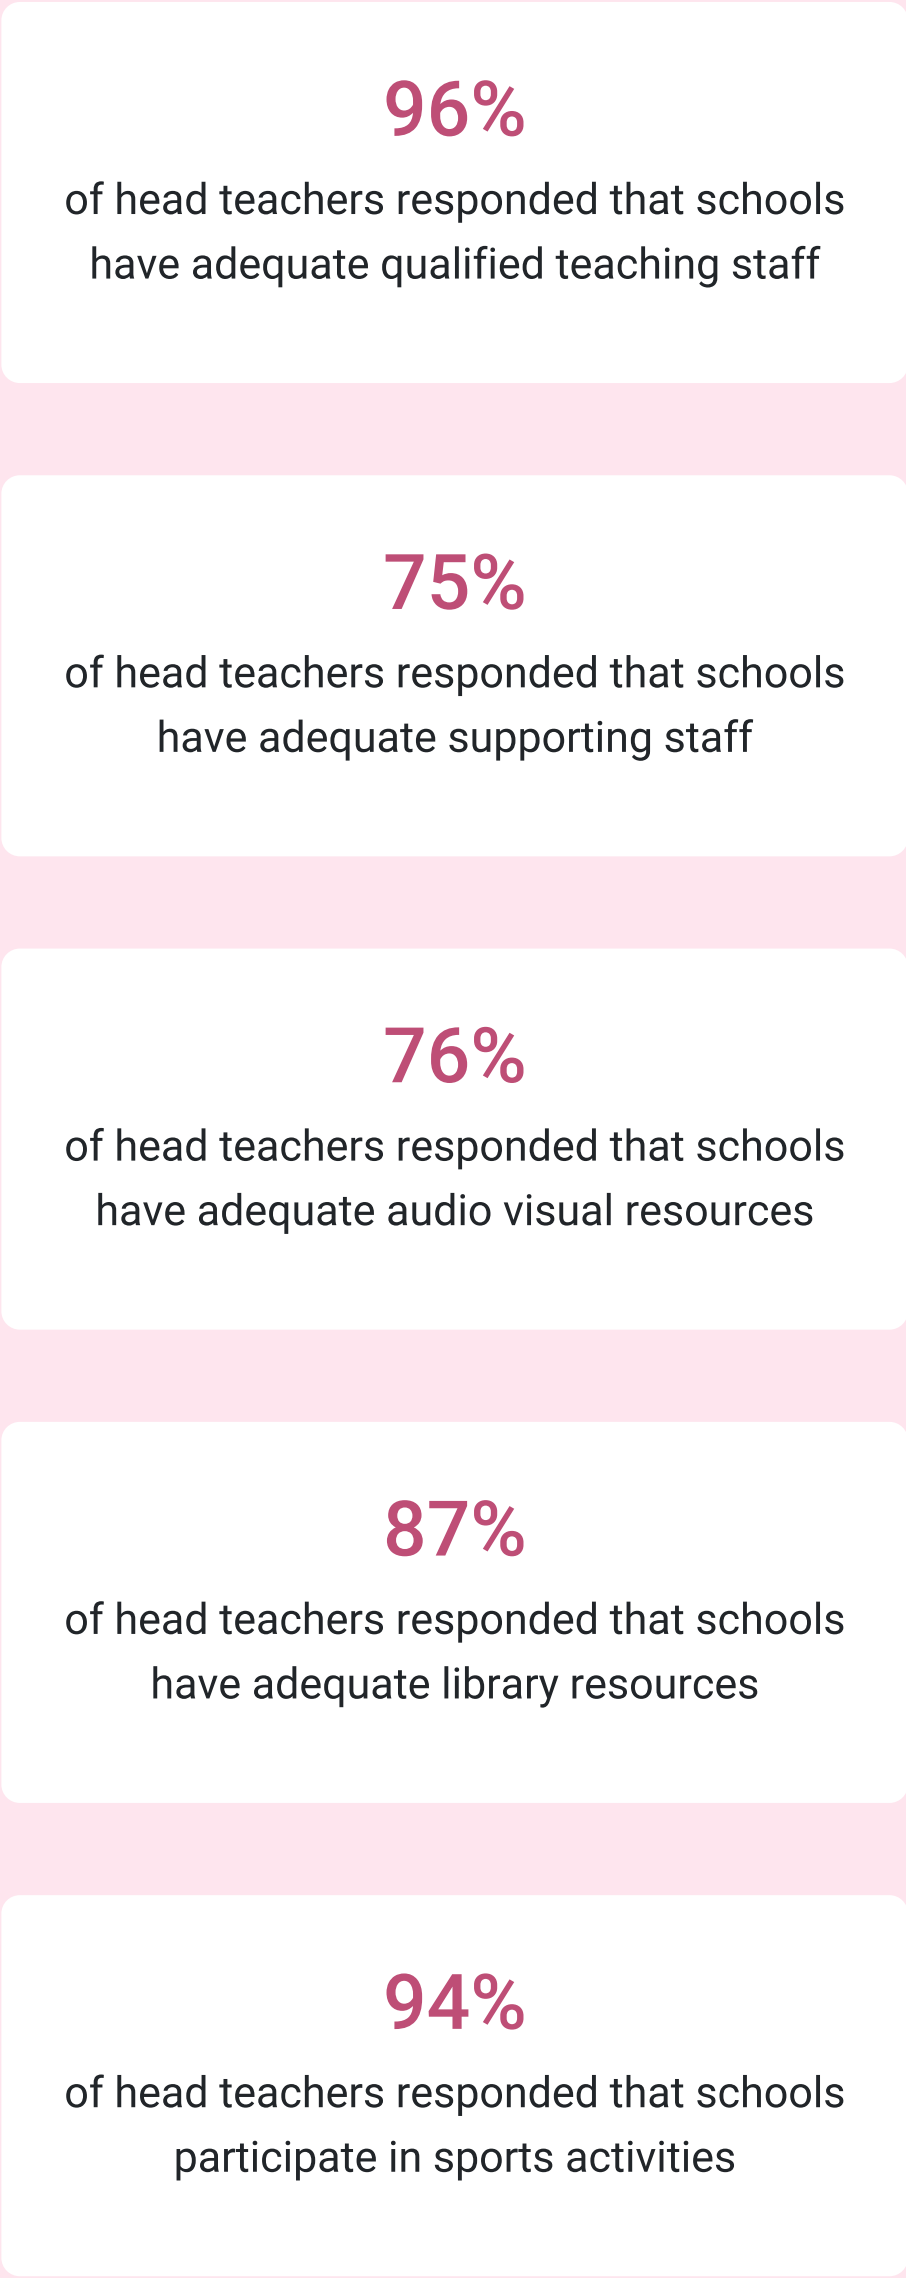 96%
of head teachers responded that schools
have adequate qualified teaching staff
75%
of head teachers responded that schools
have adequate supporting staff
76%
of head teachers responded that schools
have adequate audio visual resources
87%
of head teachers responded that schools
have adequate library resources
94%
of head teachers responded that schools
participate in sports activities